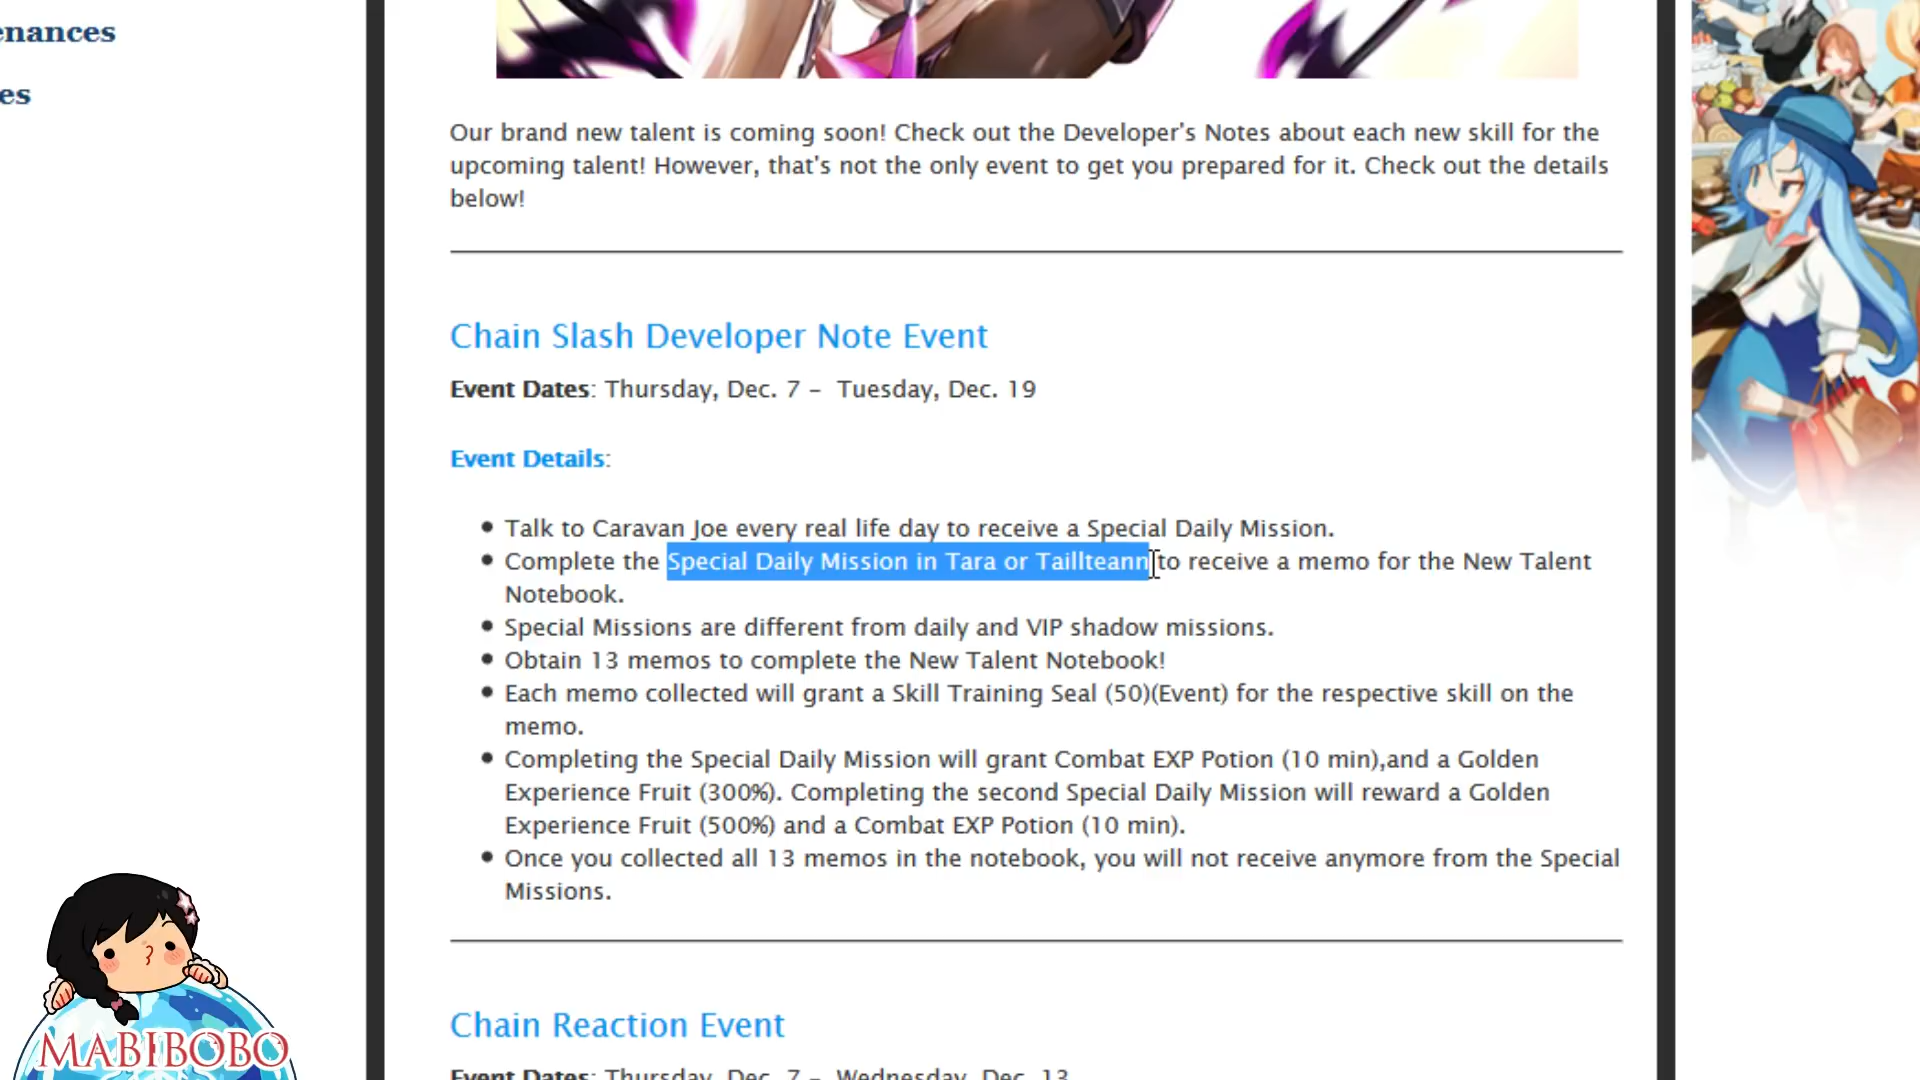 enances
es
Our brand new talent is coming soon! Check out the Developer's Notes about each new skill for the
upcoming talent! However, that's not the only event to get you prepared for it. Check out the details
below!
Chain Slash Developer Note Event
Event Dates: Thursday, Dec. 7 – Tuesday, Dec. 19
Event Details:
Talk to Caravan Joe every real life day to receive a Special Daily Mission.
Complete the Special Daily Mission in Tara or Taillteann to receive a memo for the New Talent
Notebook.
Special Missions are different from daily and VIP shadow missions.
Obtain 13 memos to complete the New Talent Notebook!
Each memo collected will grant a Skill Training Seal (50)(Event) for the respective skill on the
memo.
Completing the Special Daily Mission will grant Combat EXP Potion (10 min),and a Golden
Experience Fruit (300%). Completing the second Special Daily Mission will reward a Golden
Experience Fruit (500%) and a Combat EXP Potion (10 min).
Once you collected all 13 memos in the notebook, you will not receive anymore from the Special
Missions.
Chain Reaction Event
Event Dates: Thursday, Dec. 7 – Wednesday, Dec. 13
MABIBOBO